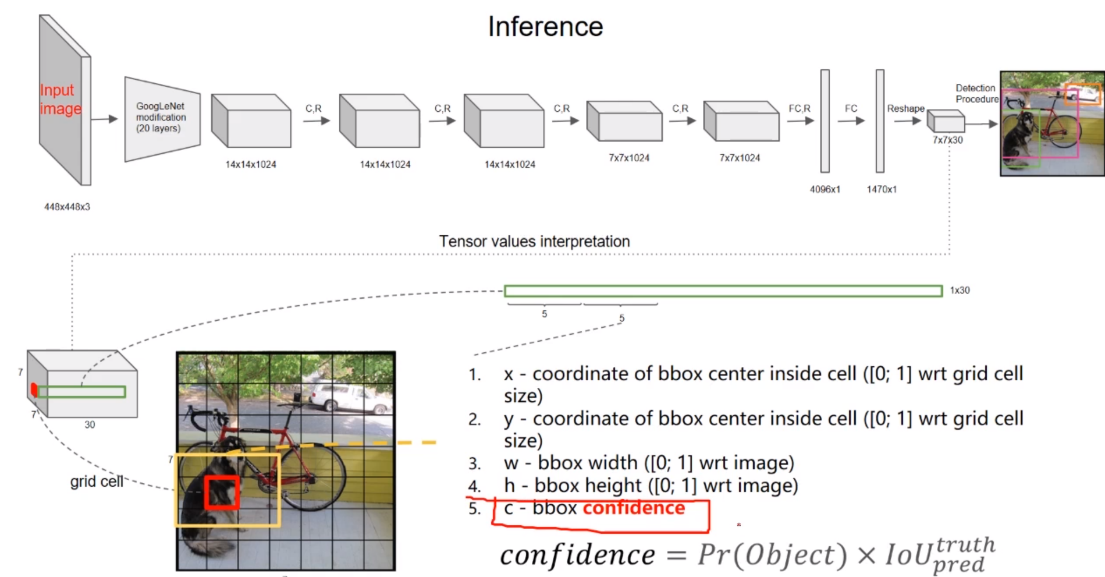 Inference
Input
image
GoogLeNet
modification
(20 layers)
C,R
C,R
C,R
C,R
FC,R
FC
Reshape
Detection
Procedure
448x448x3
14x14x1024
14x14x1024
14x14x1024
7x7x1024
7x7x1024
4096x1
1470x1
7x7x30
Tensor values interpretation
1x30
5
5
7
7
30
grid cell
7
1. x - coordinate of bbox center inside cell ([0; 1] wrt grid cell
size)
2. y - coordinate of bbox center inside cell ([0; 1] wrt grid cell
size)
3. w - bbox width ([0; 1] wrt image)
4. h - bbox height ([0; 1] wrt image)
5. c - bbox confidence
confidence = Pr(Object) × IoU^{truth}_{pred}